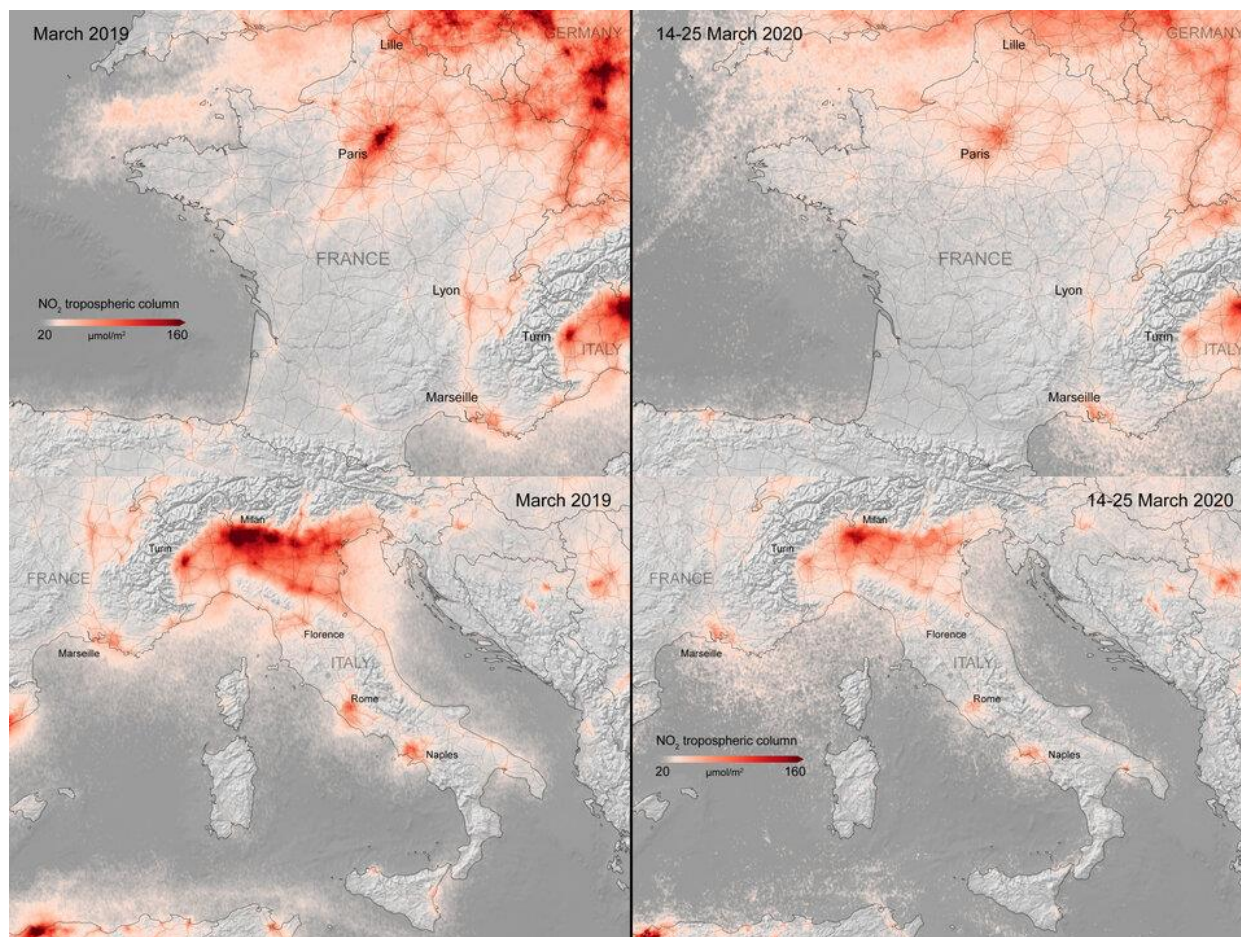 March 2019
Lille
GERMANY
Paris
FRANCE
Lyon
NO₂ tropospheric column
20 µmol/m² 160
Turin
ITALY
Marseille
14-25 March 2020
Lille
GERMANY
Paris
FRANCE
Lyon
Turin
ITALY
Marseille
March 2019
Milan
Turin
FRANCE
Florence
Marseille
ITALY
Rome
Naples
14-25 March 2020
Milan
Turin
FRANCE
Florence
Marseille
ITALY
Rome
NO₂ tropospheric column
20 µmol/m² 160
Naples